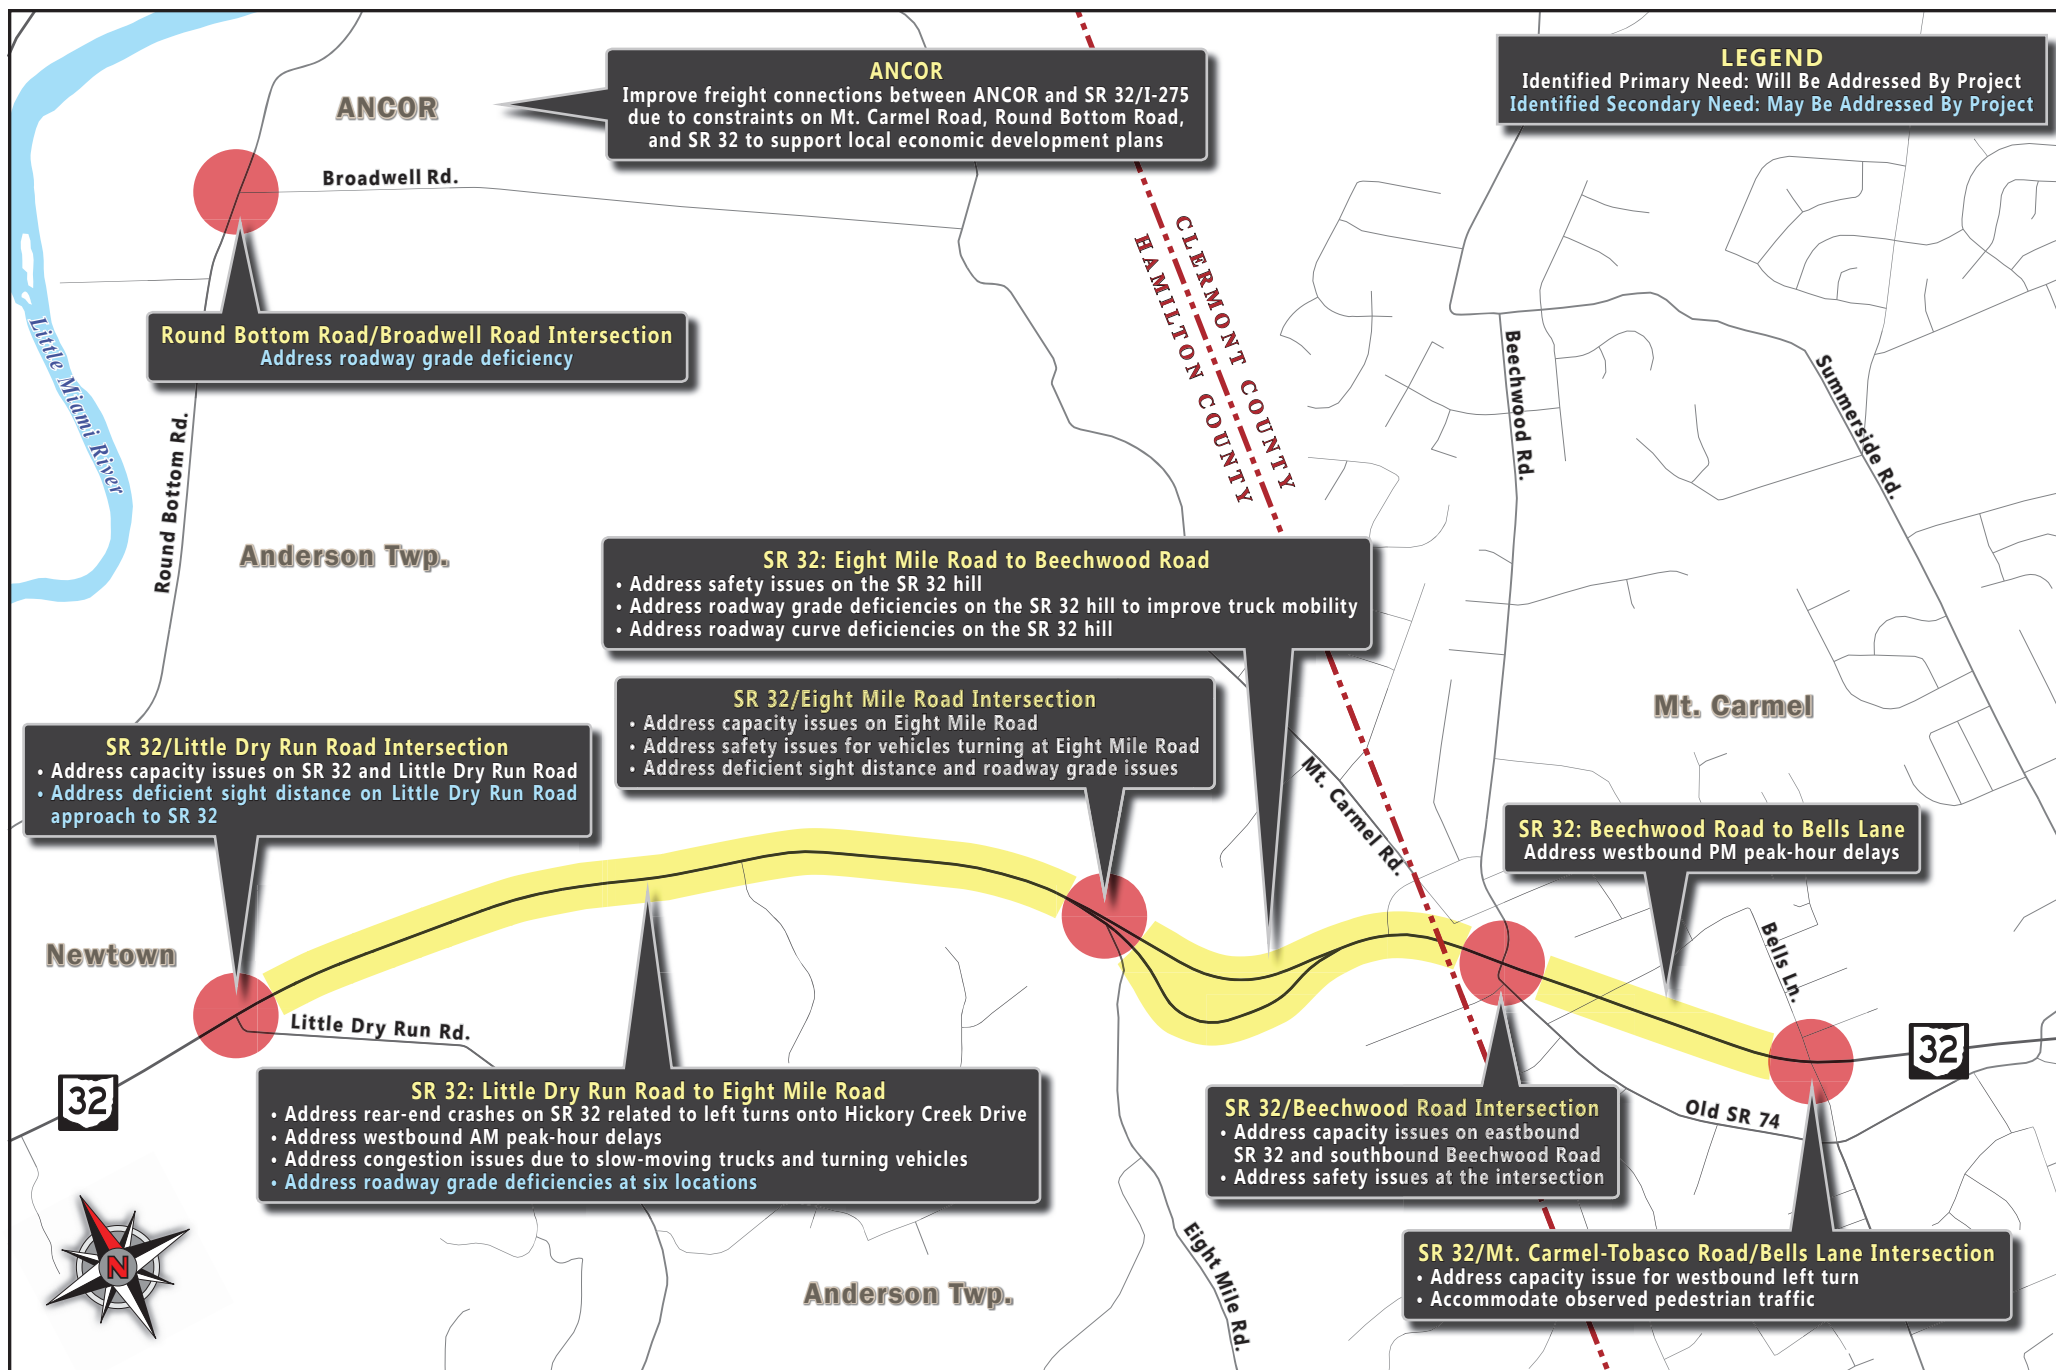 ANCOR
Improve freight connections between ANCOR and SR 32/I-275
due to constraints on Mt. Carmel Road, Round Bottom Road,
and SR 32 to support local economic development plans
LEGEND
Identified Primary Need: Will Be Addressed By Project
Identified Secondary Need: May Be Addressed By Project
ANCOR
Broadwell Rd.
CLERMONT COUNTY
HAMILTON COUNTY
Little Miami River
Round Bottom Road/Broadwell Road Intersection
Address roadway grade deficiency
Round Bottom Rd.
Beechwood Rd.
Summerside Rd.
Anderson Twp.
SR 32: Eight Mile Road to Beechwood Road
• Address safety issues on the SR 32 hill
• Address roadway grade deficiencies on the SR 32 hill to improve truck mobility
• Address roadway curve deficiencies on the SR 32 hill
SR 32/Eight Mile Road Intersection
• Address capacity issues on Eight Mile Road
• Address safety issues for vehicles turning at Eight Mile Road
• Address deficient sight distance and roadway grade issues
Mt. Carmel
SR 32/Little Dry Run Road Intersection
• Address capacity issues on SR 32 and Little Dry Run Road
• Address deficient sight distance on Little Dry Run Road
approach to SR 32
Mt. Carmel Rd.
SR 32: Beechwood Road to Bells Lane
Address westbound PM peak-hour delays
Newtown
Bells Ln.
Little Dry Run Rd.
32
32
SR 32: Little Dry Run Road to Eight Mile Road
• Address rear-end crashes on SR 32 related to left turns onto Hickory Creek Drive
• Address westbound AM peak-hour delays
• Address congestion issues due to slow-moving trucks and turning vehicles
• Address roadway grade deficiencies at six locations
SR 32/Beechwood Road Intersection
• Address capacity issues on eastbound
SR 32 and southbound Beechwood Road
• Address safety issues at the intersection
Old SR 74
N
Eight Mile Rd.
Anderson Twp.
SR 32/Mt. Carmel-Tobasco Road/Bells Lane Intersection
• Address capacity issue for westbound left turn
• Accommodate observed pedestrian traffic